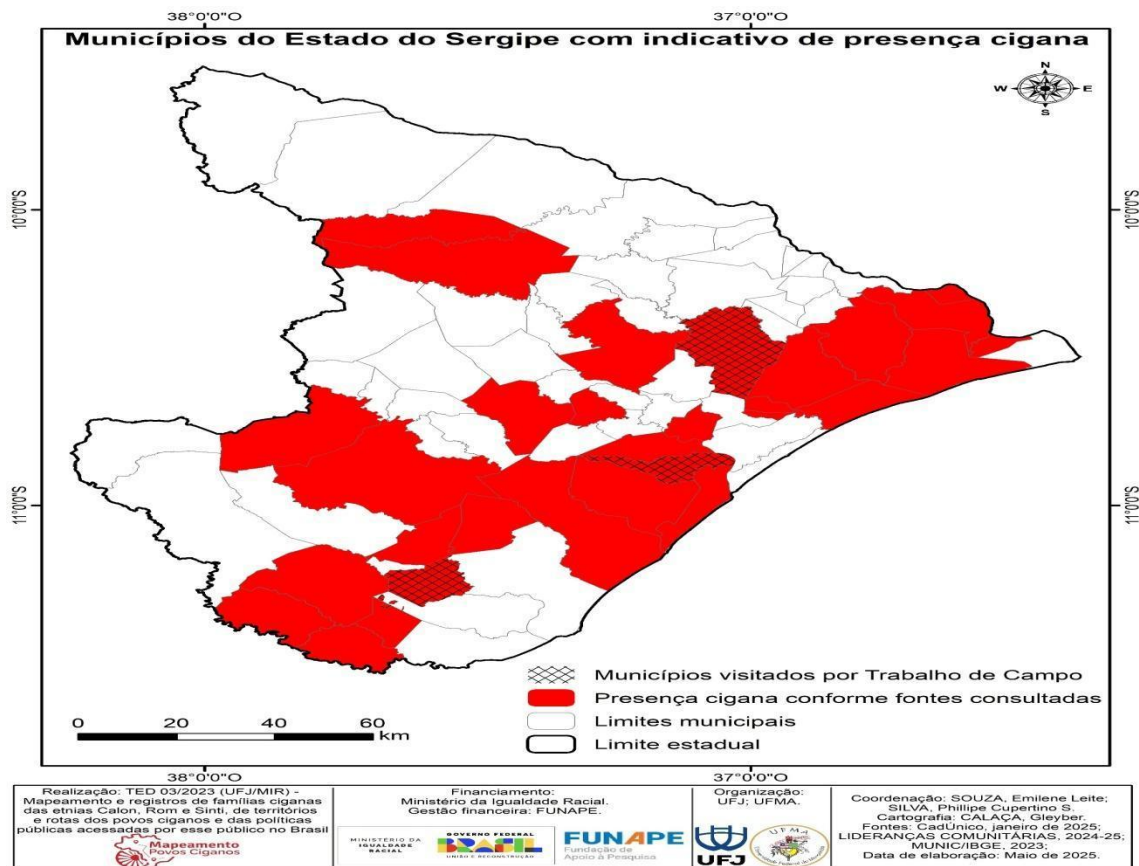 38°0'0"O 37°0'0"O
Municípios do Estado do Sergipe com indicativo de presença cigana
N
W E
S
10°0'0"S 10°0'0"S
11°0'0"S 11°0'0"S
Municípios visitados por Trabalho de Campo
Presença cigana conforme fontes consultadas
Limites municipais
Limite estadual
0 20 40 60
km
38°0'0"O 37°0'0"O
Realização: TED 03/2023 (UFJ/MIR) -
Mapeamento e registros de famílias ciganas
das etnias Calon, Rom e Sinti, de territórios
e rotas dos povos ciganos e das políticas
públicas acessadas por esse público no Brasil
Mapeamento
Povos Ciganos
Financiamento:
Ministério da Igualdade Racial.
Gestão financeira: FUNAPE.
MINISTÉRIO DA
IGUALDADE
RACIAL
GOVERNO FEDERAL
BRASIL
UNIÃO E RECONSTRUÇÃO
FUNAPE
Fundação de
Apoio à Pesquisa
Organização:
UFJ; UFMA.
UFJ
UFMA
Coordenação: SOUZA, Emilene Leite;
SILVA, Phillipe Cupertino S.
Cartografia: CALAÇA, Gleyber.
Fontes: CadÚnico, janeiro de 2025;
LIDERANÇAS COMUNITÁRIAS, 2024-25;
MUNIC/IBGE, 2023;
Data de elaboração: Maio de 2025.